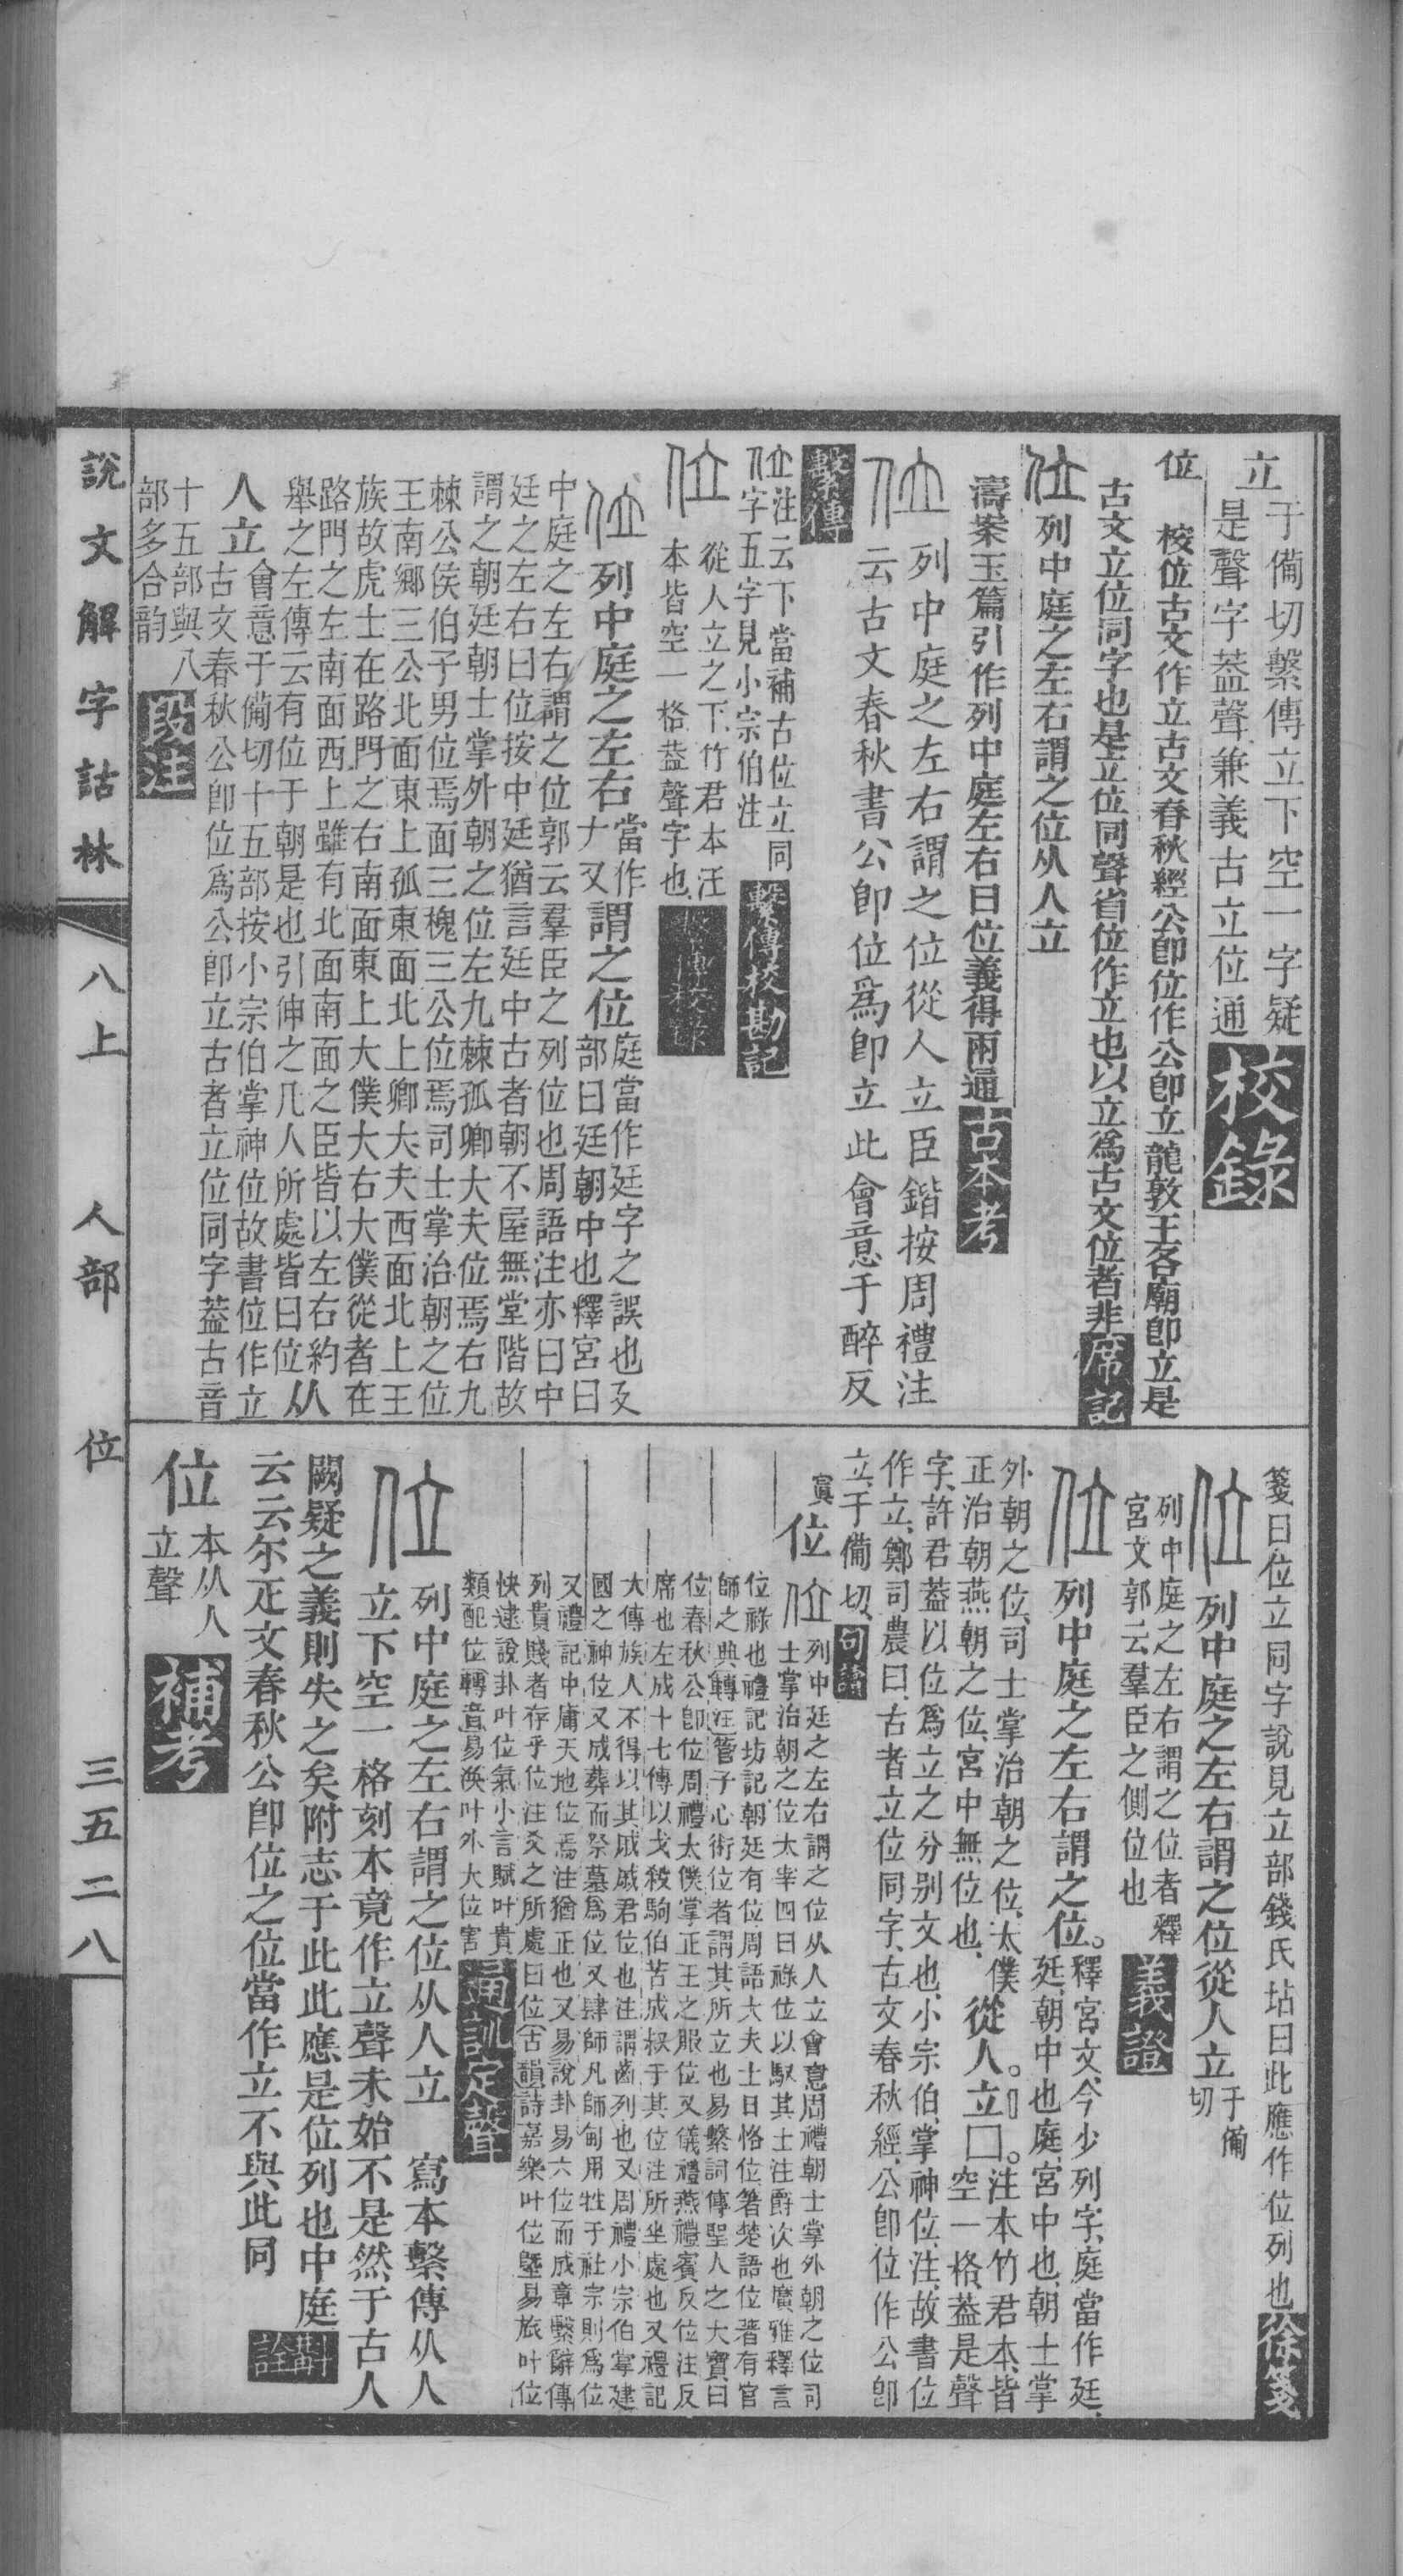 立于僃切繫傳立下空一字疑
是聲字葢聲兼義古立位通
校錄
位 校位古文作立古文春秋經公卽位作公卽立龍敦王各廟卽立是
古文立位同字也是立位同聲省位作立也以立爲古文位者非
席記
位 列中庭之左右謂之位从人立
濤案玉篇引作列中庭左右曰位義得兩通
古本考
位 列中庭之左右謂之位從人立臣鍇按周禮注
云古文春秋書公卽位爲卽立此會意于醉反
繫傳
位注云下當補古位立同
字五字見小宗伯注
繫傳校勘記
位 從人立之下竹君本汪
本皆空一格葢聲字也
繫傳校錄
位 列中庭之左右當作𠂇又謂之位庭當作廷字之誤也廴
部曰廷朝中也釋宮曰
中庭之左右謂之位郭云羣臣之列位也周語注亦曰中
廷之左右曰位按中廷猶言廷中古者朝不屋無堂階故
謂之朝廷朝士掌外朝之位左九棘孤卿大夫位焉右九
棘公侯伯子男位焉面三槐三公位焉司士掌治朝之位
王南鄉三公北面東上孤東面北上卿大夫西面北上王
族故虎士在路門之右南面東上大僕大右大僕從者在
路門之左南面西上雖有北面南面之臣皆以左右約
舉之左傳云有位于朝是也引伸之凡人所處皆曰位从
人立會意于僃切十五部按小宗伯掌神位故書位作立
古文春秋公卽位爲公卽立古者立位同字葢古音
十五部與八
部多合韵
段注
說文解字詁林 八上 人部 位 三五二八
箋曰位立同字說見立部錢氏坫曰此應作位列也
徐箋
位 列中庭之左右謂之位從人立于僃
切
列中庭之左右謂之位者釋
宮文郭云羣臣之側位也
義證
位 列中庭之左右謂之位。釋宮文今少列字庭當作廷
廷朝中也庭宮中也朝士掌
外朝之位司士掌治朝之位太僕
正治朝燕朝之位宮中無位也從人。立□。注本竹君本皆
空一格葢是聲
字許君葢以位爲立之分別文也小宗伯掌神位注故書位
作立鄭司農曰古者立位同字古文春秋經公卽位作公卽
立于僃切
句讀
位 列中廷之左右謂之位从人立會意周禮朝士掌外朝之位司
士掌治朝之位太宰四曰祿位以馭其士注爵次也廣雅釋言
位祿也禮記坊記朝廷有位周語大夫士日恪位箸楚語位箸有官
師之典轉注管子心術位者謂其所立也易繫詞傳聖人之大寶曰
位春秋公卽位周禮太僕掌正王之服位又儀禮燕禮賓反位注反
席也左成十七傳以戈殺駒伯苦成叔于其位注所坐處也又禮記
大傳族人不得以其戚戚君位也注謂齒列也又周禮小宗伯掌建
國之神位又成葬而祭墓爲位又肆師凡師甸用牲于社宗則爲位
又禮記中庸天地位焉注猶正也又易說卦易六位而成章繫辭傳
列貴賤者存乎位注爻之所處曰位古韻詩嘉樂叶位墍易旅叶位
快逮說卦叶位氣小言賦叶貴
類配位轉音易渙叶外大位害
通訓定聲
位 列中庭之左右謂之位从人立 寫本繫傳从人
立下空一格刻本竟作立聲未始不是然于古人
闕疑之義則失之矣附志于此此應是位列也中庭
斠詮
云云尔疋文春秋公卽位之位當作立不與此同
位 本从人
立聲
補考